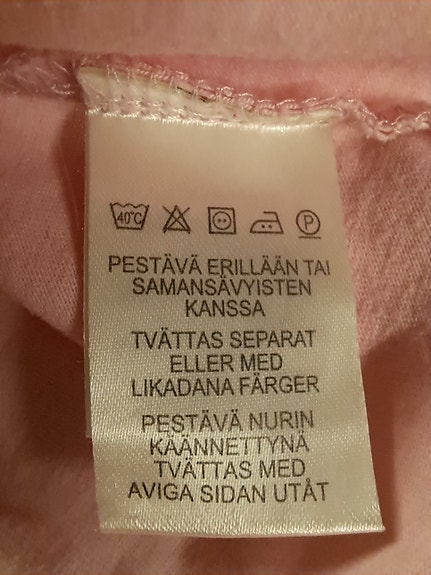 40°C P
PESTÄVÄ ERILLÄÄN TAI
SAMANSÄVYISTEN
KANSSA
TVÄTTAS SEPARAT
ELLER MED
LIKADANA FÄRGER
PESTÄVÄ NURIN
KÄÄNNETTYNÄ
TVÄTTAS MED
AVIGA SIDAN UTÅT